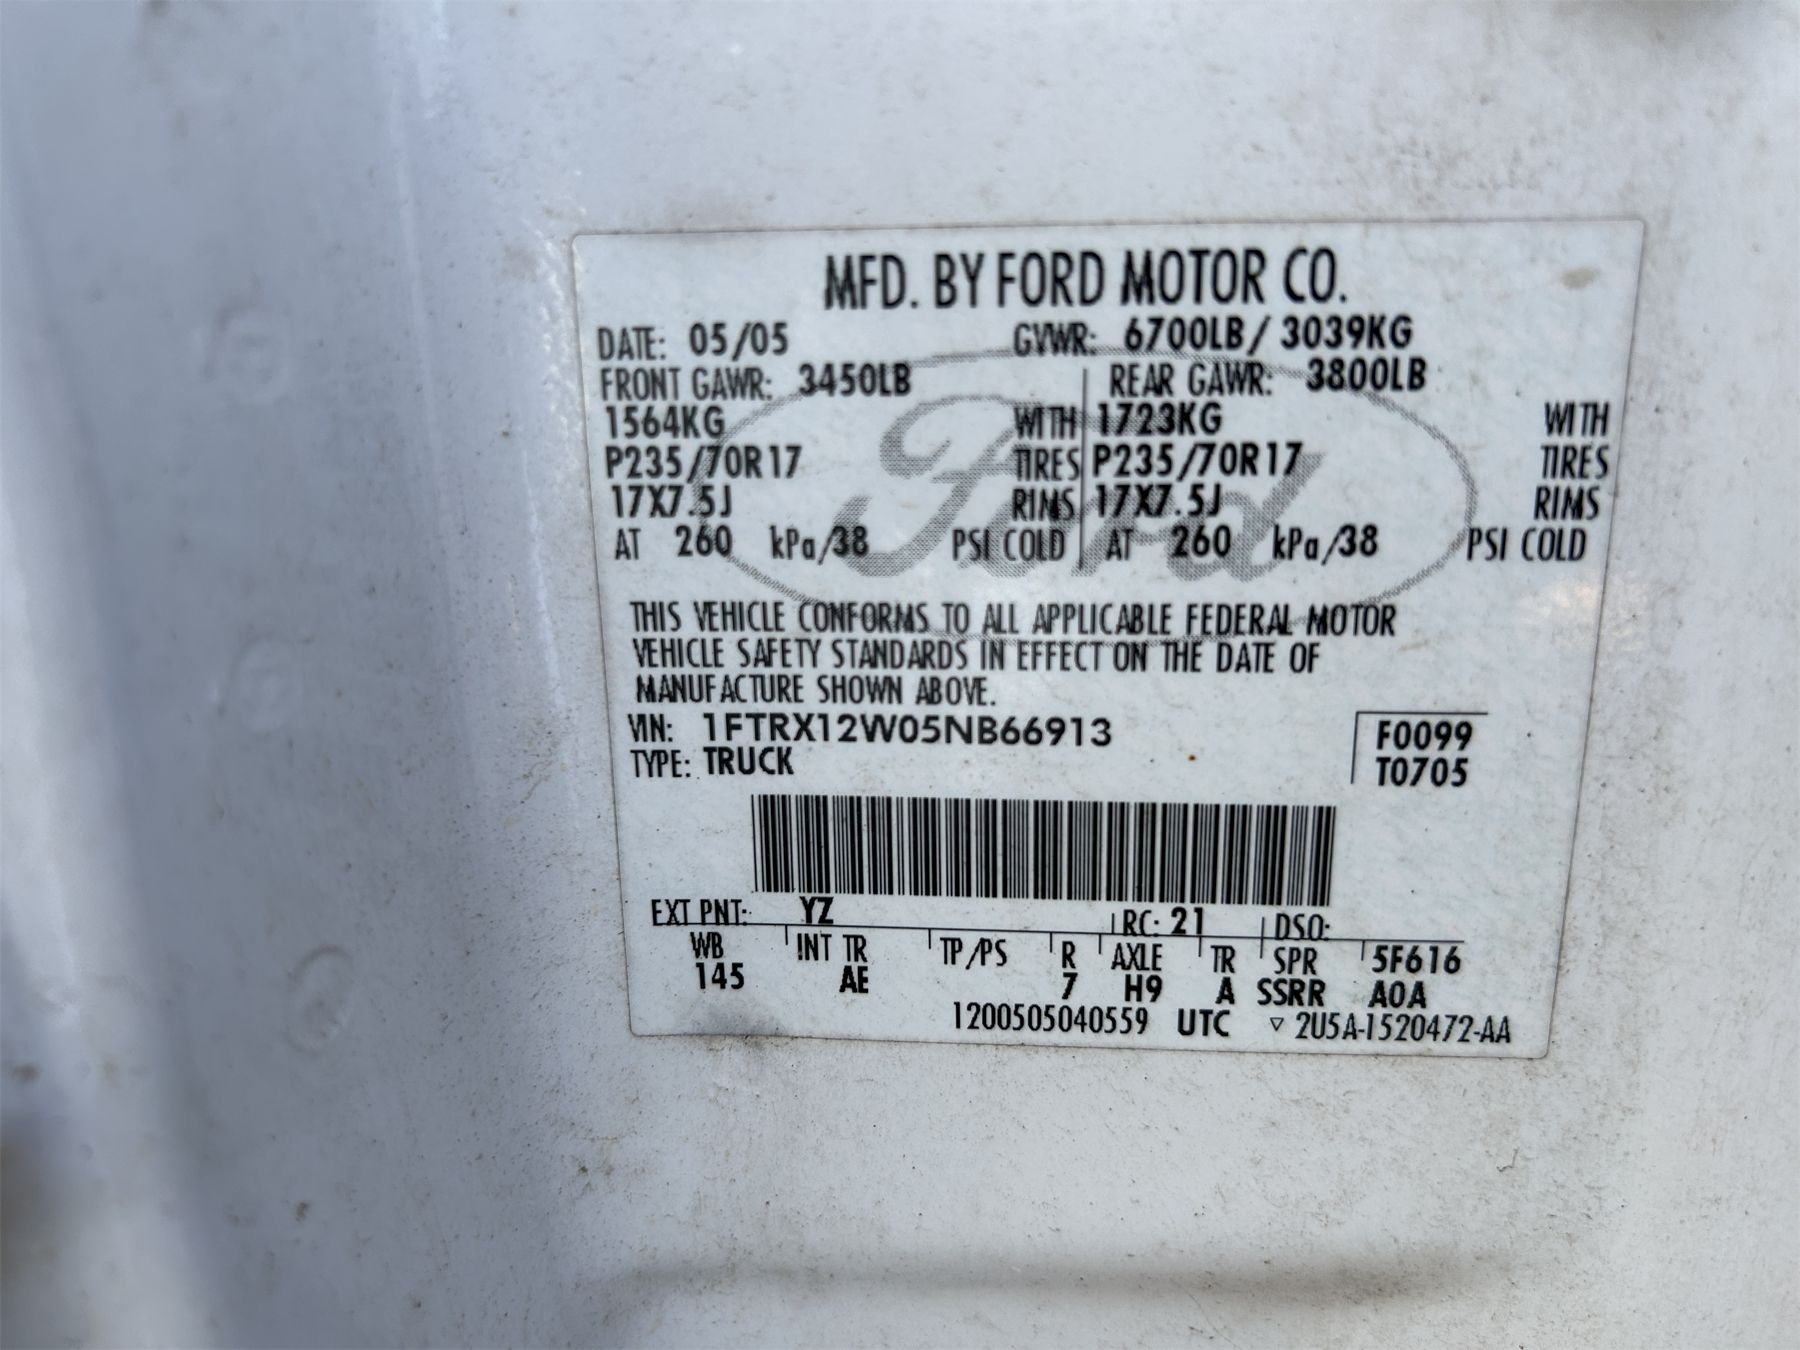 MFD. BY FORD MOTOR CO.
DATE: 05/05 GVWR: 6700LB/ 3039KG
FRONT GAWR: 3450LB REAR GAWR: 3800LB
1564KG WITH 1723KG WITH
P235/70R17 TIRES P235/70R17 TIRES
17X7.5J RIMS 17X7.5J RIMS
AT 260 kPa/38 PSI COLD AT 260 kPa/38 PSI COLD
Ford
THIS VEHICLE CONFORMS TO ALL APPLICABLE FEDERAL MOTOR
VEHICLE SAFETY STANDARDS IN EFFECT ON THE DATE OF
MANUFACTURE SHOWN ABOVE.
VIN: 1FTRX12W05NB66913 F0099
TYPE: TRUCK T0705
EXT PNT: YZ RC: 21 DSO:
WB INT TR TP/PS R AXLE TR SPR 5F616
145 AE 7 H9 A SSRR A0A
1200505040559 UTC ▽ 2U5A-1520472-AA